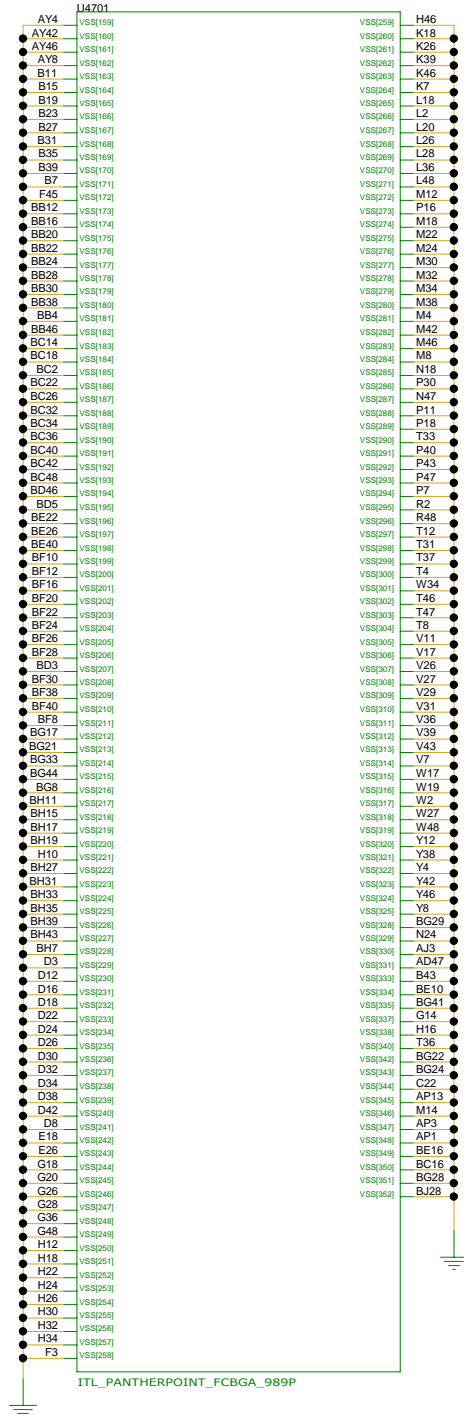 U4701
AY4 VSS[159] VSS[259] H46
AY42 VSS[160] VSS[260] K18
AY46 VSS[161] VSS[261] K26
AY8 VSS[162] VSS[262] K39
B11 VSS[163] VSS[263] K46
B15 VSS[164] VSS[264] K7
B19 VSS[165] VSS[265] L18
B23 VSS[166] VSS[266] L2
B27 VSS[167] VSS[267] L20
B31 VSS[168] VSS[268] L26
B35 VSS[169] VSS[269] L28
B39 VSS[170] VSS[270] L36
B7 VSS[171] VSS[271] L48
F45 VSS[172] VSS[272] M12
BB12 VSS[173] VSS[273] P16
BB16 VSS[174] VSS[274] M18
BB20 VSS[175] VSS[275] M22
BB22 VSS[176] VSS[276] M24
BB24 VSS[177] VSS[277] M30
BB28 VSS[178] VSS[278] M32
BB30 VSS[179] VSS[279] M34
BB38 VSS[180] VSS[280] M38
BB4 VSS[181] VSS[281] M4
BB46 VSS[182] VSS[282] M42
BC14 VSS[183] VSS[283] M46
BC18 VSS[184] VSS[284] M8
BC2 VSS[185] VSS[285] N18
BC22 VSS[186] VSS[286] P30
BC26 VSS[187] VSS[287] N47
BC32 VSS[188] VSS[288] P11
BC34 VSS[189] VSS[289] P18
BC36 VSS[190] VSS[290] T33
BC40 VSS[191] VSS[291] P40
BC42 VSS[192] VSS[292] P43
BC48 VSS[193] VSS[293] P47
BD46 VSS[194] VSS[294] P7
BD5 VSS[195] VSS[295] R2
BE22 VSS[196] VSS[296] R48
BE26 VSS[197] VSS[297] T12
BE40 VSS[198] VSS[298] T31
BF10 VSS[199] VSS[299] T37
BF12 VSS[200] VSS[300] T4
BF16 VSS[201] VSS[301] W34
BF20 VSS[202] VSS[302] T46
BF22 VSS[203] VSS[303] T47
BF24 VSS[204] VSS[304] T8
BF26 VSS[205] VSS[305] V11
BF28 VSS[206] VSS[306] V17
BD3 VSS[207] VSS[307] V26
BF30 VSS[208] VSS[308] V27
BF38 VSS[209] VSS[309] V29
BF40 VSS[210] VSS[310] V31
BF8 VSS[211] VSS[311] V36
BG17 VSS[212] VSS[312] V39
BG21 VSS[213] VSS[313] V43
BG33 VSS[214] VSS[314] V7
BG44 VSS[215] VSS[315] W17
BG8 VSS[216] VSS[316] W19
BH11 VSS[217] VSS[317] W2
BH15 VSS[218] VSS[318] W27
BH17 VSS[219] VSS[319] W48
BH19 VSS[220] VSS[320] Y12
H10 VSS[221] VSS[321] Y38
BH27 VSS[222] VSS[322] Y4
BH31 VSS[223] VSS[323] Y42
BH33 VSS[224] VSS[324] Y46
BH35 VSS[225] VSS[325] Y8
BH39 VSS[226] VSS[328] BG29
BH43 VSS[227] VSS[329] N24
BH7 VSS[228] VSS[330] AJ3
D3 VSS[229] VSS[331] AD47
D12 VSS[230] VSS[333] B43
D16 VSS[231] VSS[334] BE10
D18 VSS[232] VSS[335] BG41
D22 VSS[233] VSS[337] G14
D24 VSS[234] VSS[338] H16
D26 VSS[235] VSS[340] T36
D30 VSS[236] VSS[342] BG22
D32 VSS[237] VSS[343] BG24
D34 VSS[238] VSS[344] C22
D38 VSS[239] VSS[345] AP13
D42 VSS[240] VSS[346] M14
D8 VSS[241] VSS[347] AP3
E18 VSS[242] VSS[348] AP1
E26 VSS[243] VSS[349] BE16
G18 VSS[244] VSS[350] BC16
G20 VSS[245] VSS[351] BG28
G26 VSS[246] VSS[352] BJ28
G28 VSS[247]
G36 VSS[248]
G48 VSS[249]
H12 VSS[250]
H18 VSS[251]
H22 VSS[252]
H24 VSS[253]
H26 VSS[254]
H30 VSS[255]
H32 VSS[256]
H34 VSS[257]
F3 VSS[258]
ITL_PANTHERPOINT_FCBGA_989P